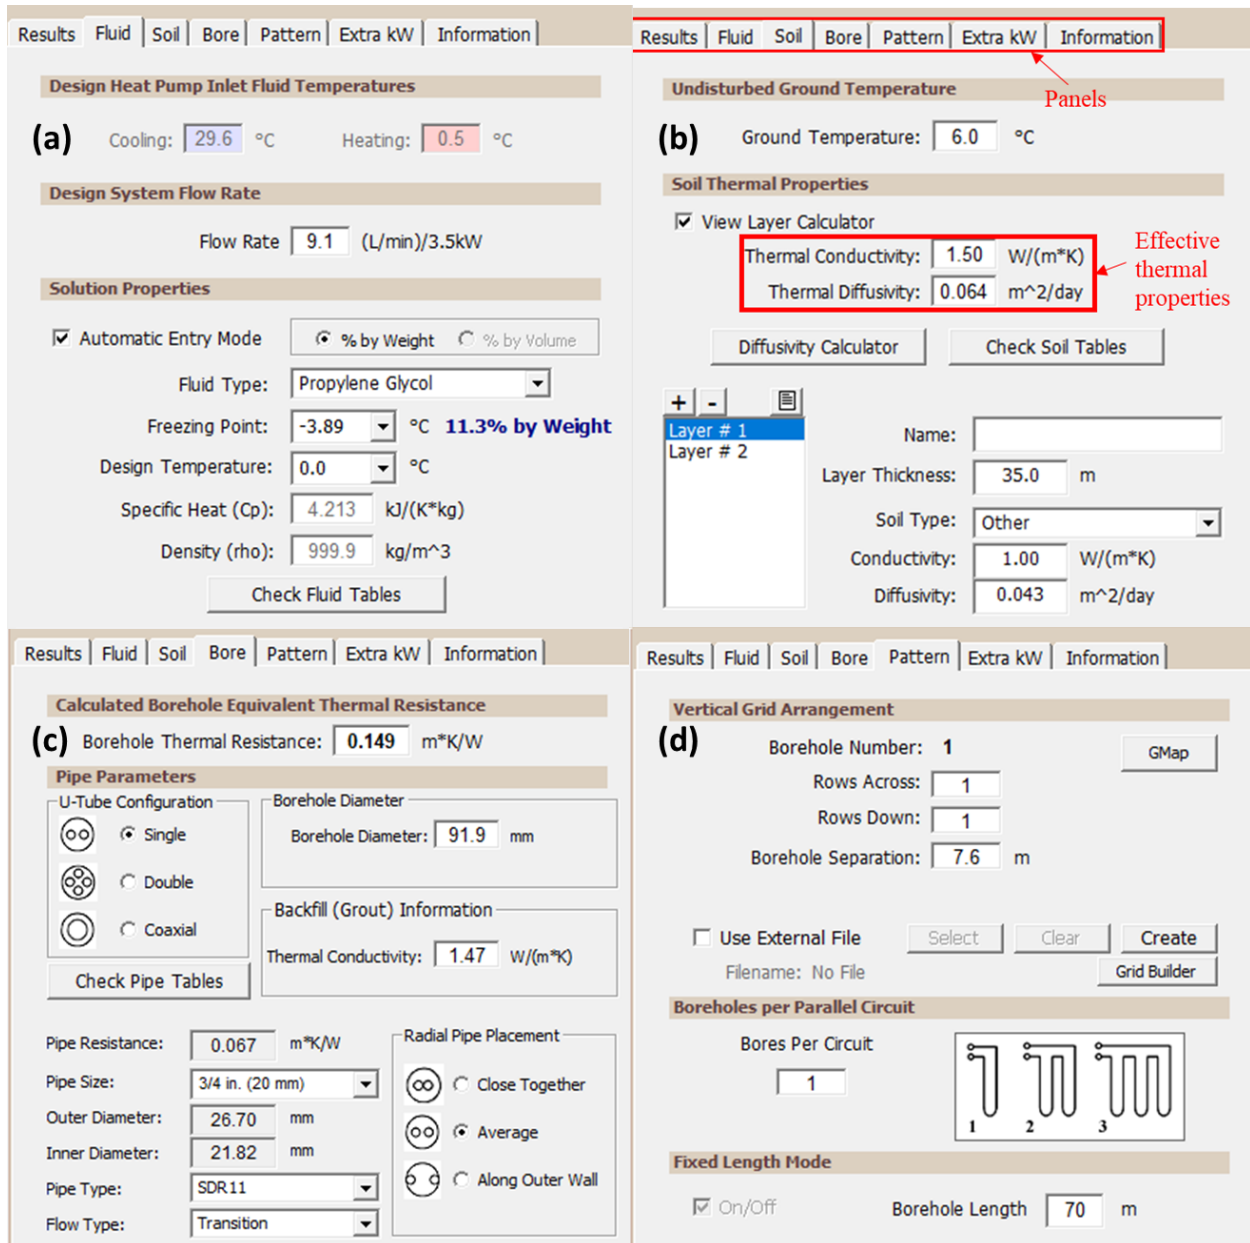 Results Fluid Soil Bore Pattern Extra kW Information
Design Heat Pump Inlet Fluid Temperatures
(a) Cooling: 29.6 °C Heating: 0.5 °C
Design System Flow Rate
Flow Rate 9.1 (L/min)/3.5kW
Solution Properties
Automatic Entry Mode % by Weight % by Volume
Fluid Type: Propylene Glycol
Freezing Point: -3.89 °C 11.3% by Weight
Design Temperature: 0.0 °C
Specific Heat (Cp): 4.213 kJ/(K*kg)
Density (rho): 999.9 kg/m^3
Check Fluid Tables
Results Fluid Soil Bore Pattern Extra kW Information
Panels
Undisturbed Ground Temperature
(b) Ground Temperature: 6.0 °C
Soil Thermal Properties
View Layer Calculator
Thermal Conductivity: 1.50 W/(m*K)
Thermal Diffusivity: 0.064 m^2/day
Effective
thermal
properties
Diffusivity Calculator Check Soil Tables
+ -
Layer # 1
Layer # 2
Name:
Layer Thickness: 35.0 m
Soil Type: Other
Conductivity: 1.00 W/(m*K)
Diffusivity: 0.043 m^2/day
Results Fluid Soil Bore Pattern Extra kW Information
Calculated Borehole Equivalent Thermal Resistance
(c) Borehole Thermal Resistance: 0.149 m*K/W
Pipe Parameters
U-Tube Configuration
Single
Double
Coaxial
Check Pipe Tables
Borehole Diameter
Borehole Diameter: 91.9 mm
Backfill (Grout) Information
Thermal Conductivity: 1.47 W/(m*K)
Pipe Resistance: 0.067 m*K/W
Pipe Size: 3/4 in. (20 mm)
Outer Diameter: 26.70 mm
Inner Diameter: 21.82 mm
Pipe Type: SDR11
Flow Type: Transition
Radial Pipe Placement
Close Together
Average
Along Outer Wall
Results Fluid Soil Bore Pattern Extra kW Information
Vertical Grid Arrangement
(d) Borehole Number: 1 GMap
Rows Across: 1
Rows Down: 1
Borehole Separation: 7.6 m
Use External File Select Clear Create
Filename: No File Grid Builder
Boreholes per Parallel Circuit
Bores Per Circuit
1
1 2 3
Fixed Length Mode
On/Off Borehole Length 70 m